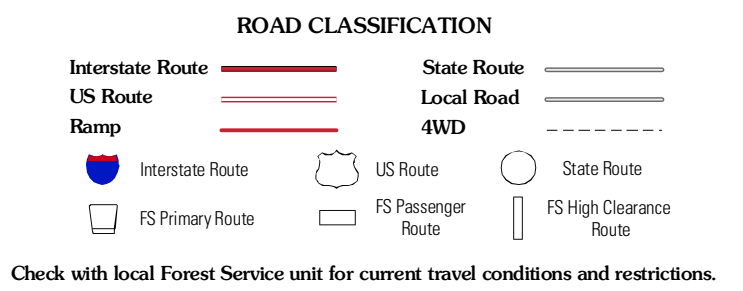 ROAD CLASSIFICATION
Interstate Route
State Route
US Route
Local Road
Ramp
4WD
Interstate Route
US Route
State Route
FS Primary Route
FS Passenger
Route
FS High Clearance
Route
Check with local Forest Service unit for current travel conditions and restrictions.